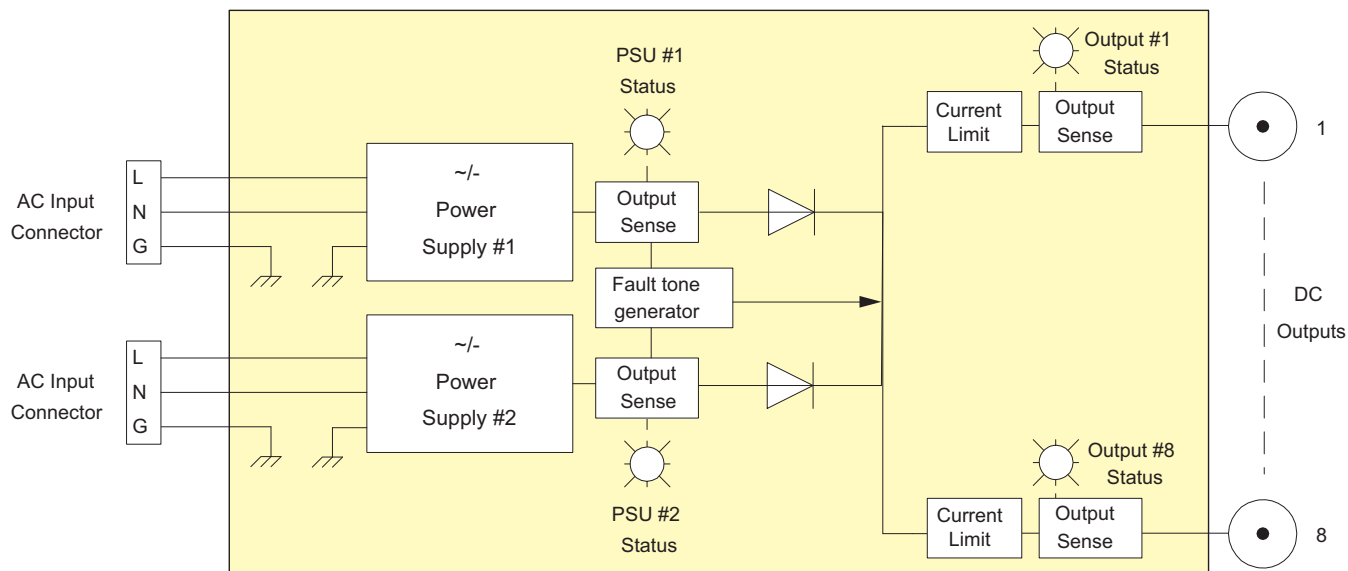 PSU #1
Status
Output #1
Status
Current
Limit
Output
Sense
1
AC Input
Connector
L
N
G
~/-
Power
Supply #1
Output
Sense
Fault tone
generator
DC
Outputs
AC Input
Connector
L
N
G
~/-
Power
Supply #2
Output
Sense
PSU #2
Status
Output #8
Status
Current
Limit
Output
Sense
8